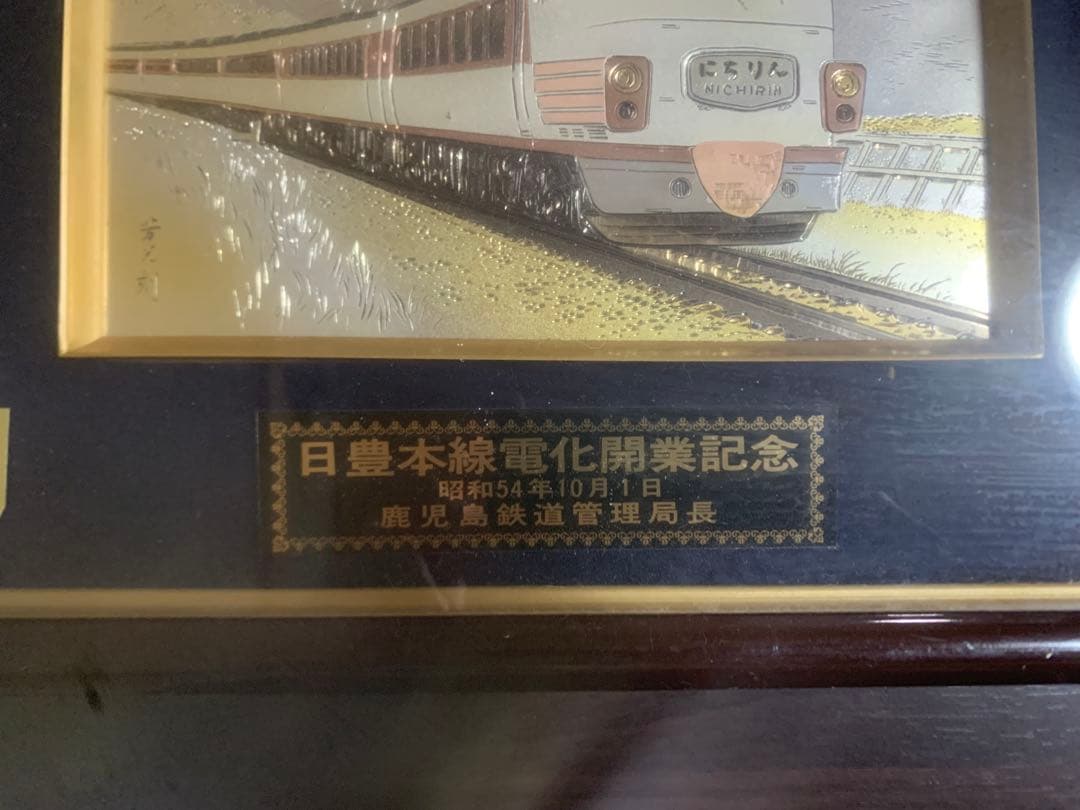 にちりん
NICHIRIN
日豊本線電化開業記念
昭和54年10月1日
鹿児島鉄道管理局長